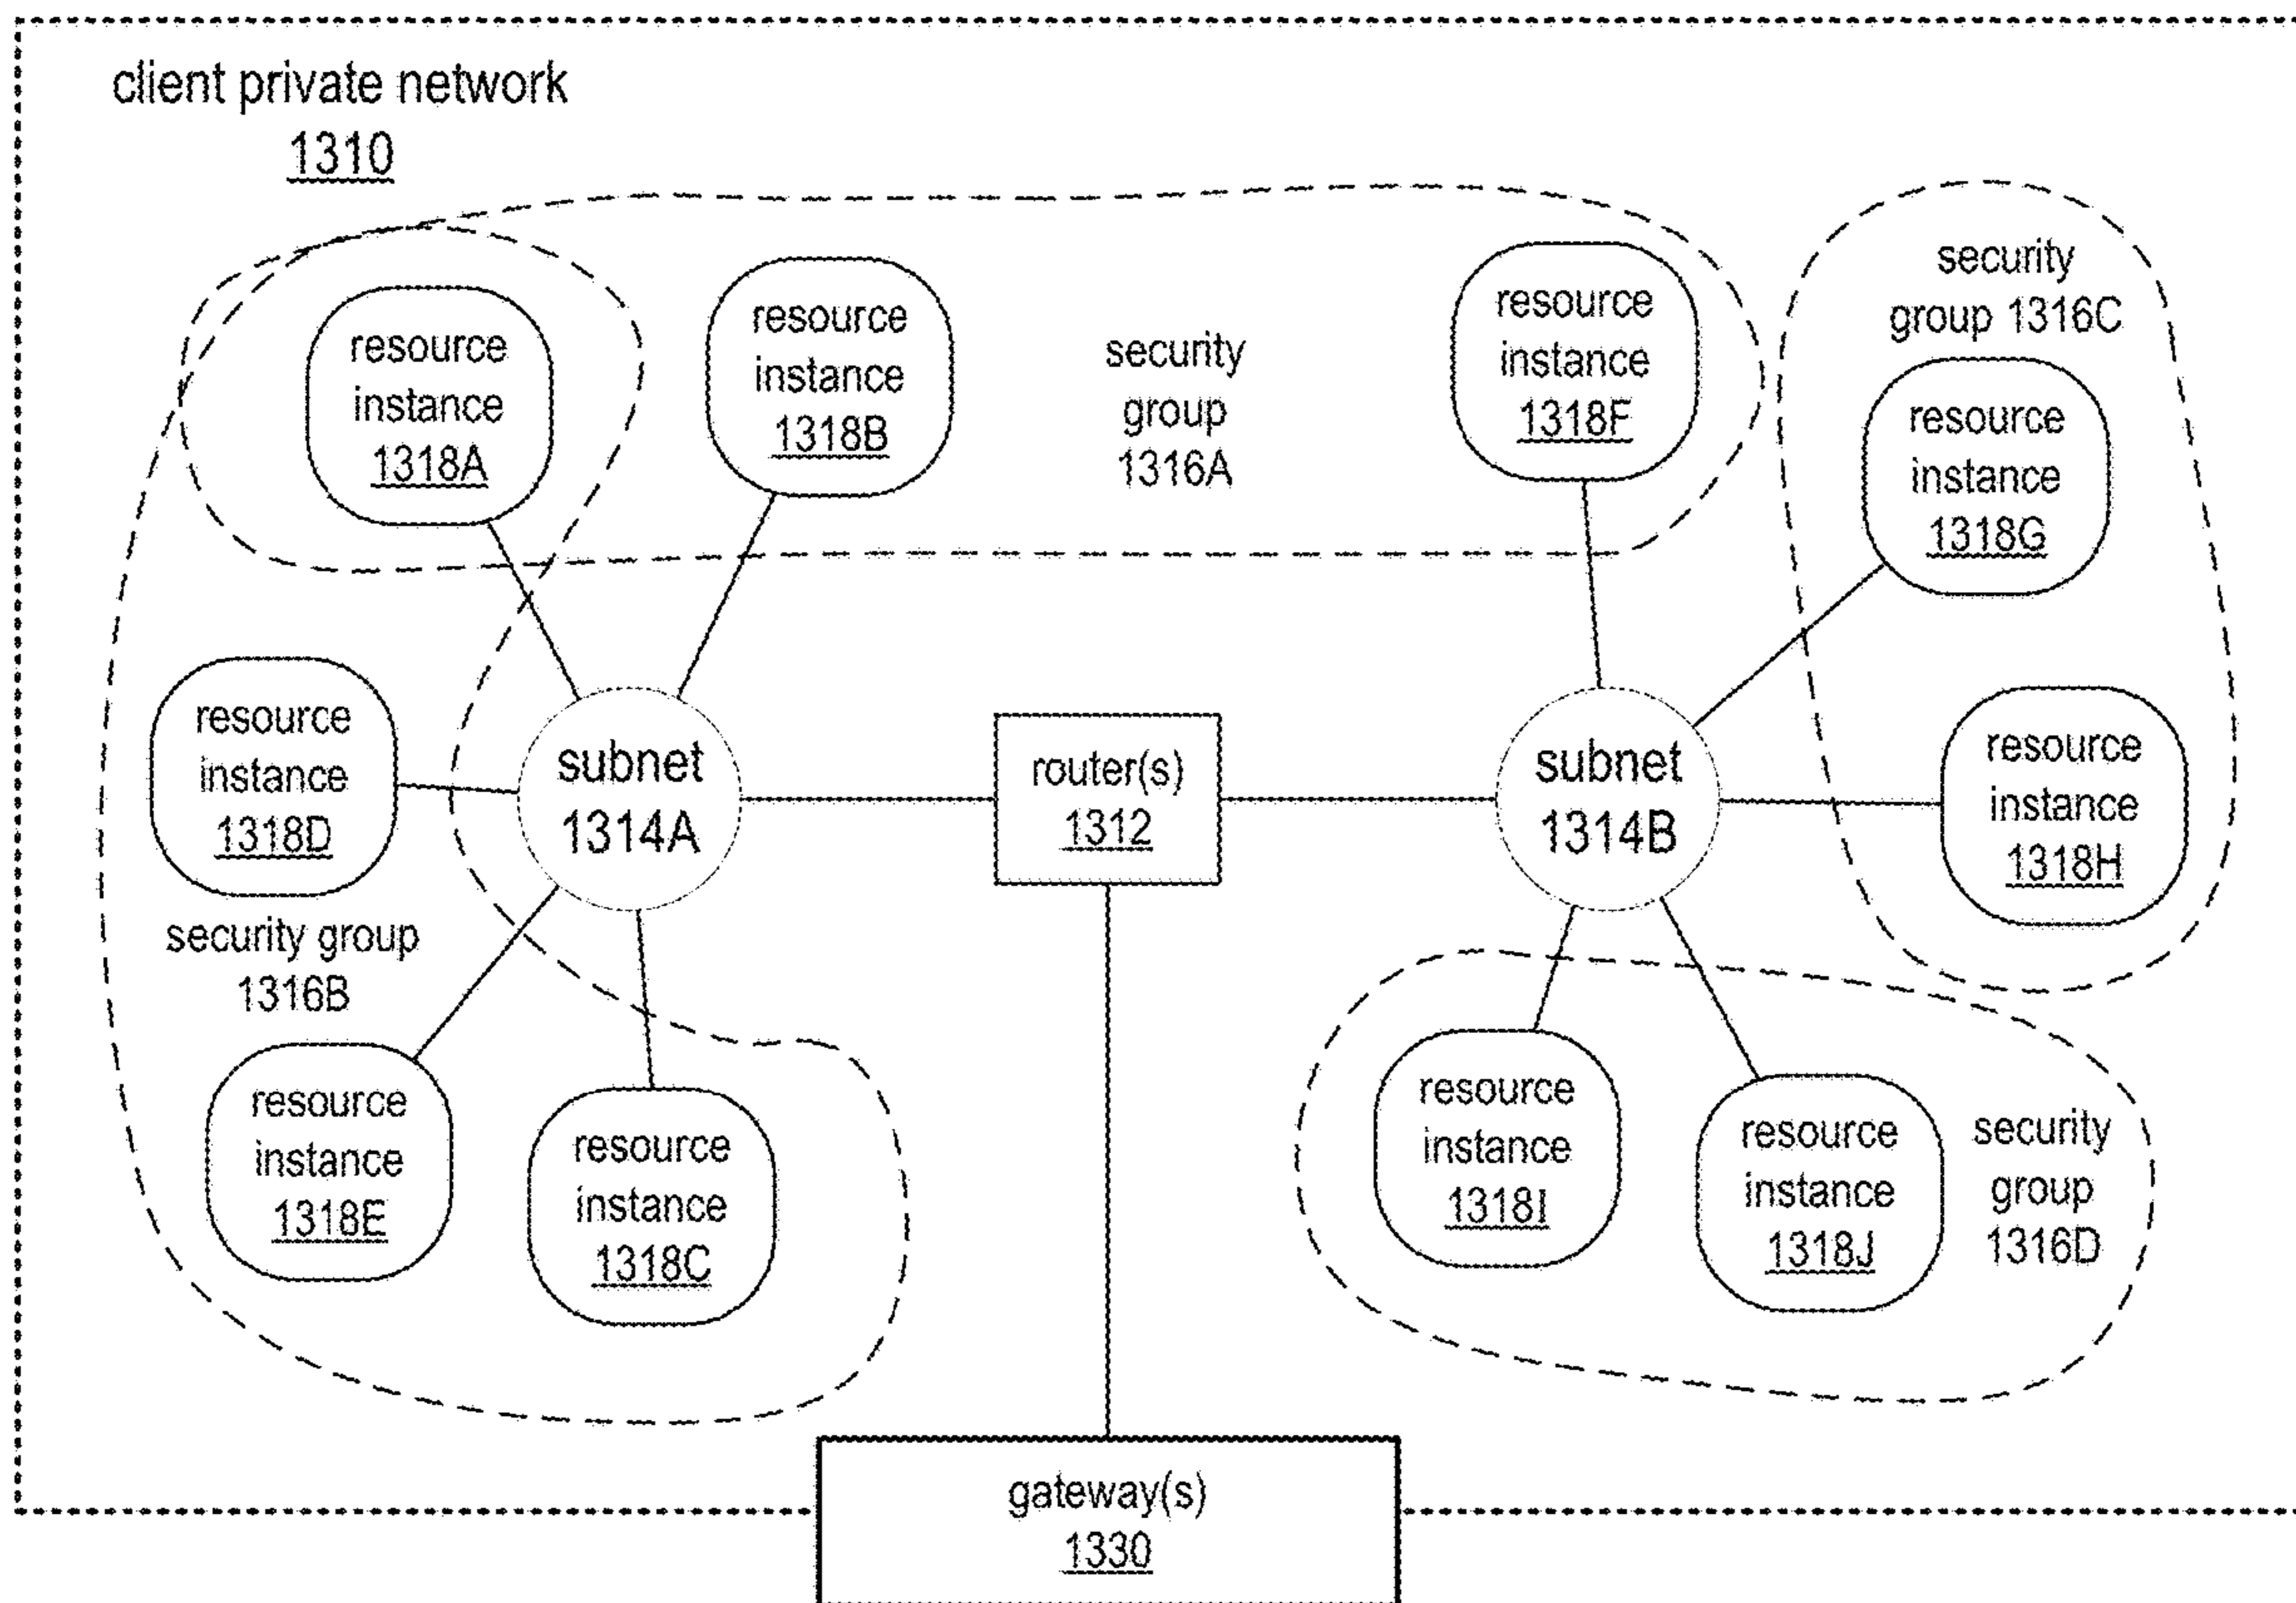 client private network
1310
resource
instance
1318A
resource
instance
1318B
security
group
1316A
resource
instance
1318F
security
group 1316C
resource
instance
1318G
resource
instance
1318D
subnet
1314A
router(s)
1312
subnet
1314B
resource
instance
1318H
security group
1316B
resource
instance
1318E
resource
instance
1318C
resource
instance
1318I
resource
instance
1318J
security
group
1316D
gateway(s)
1330